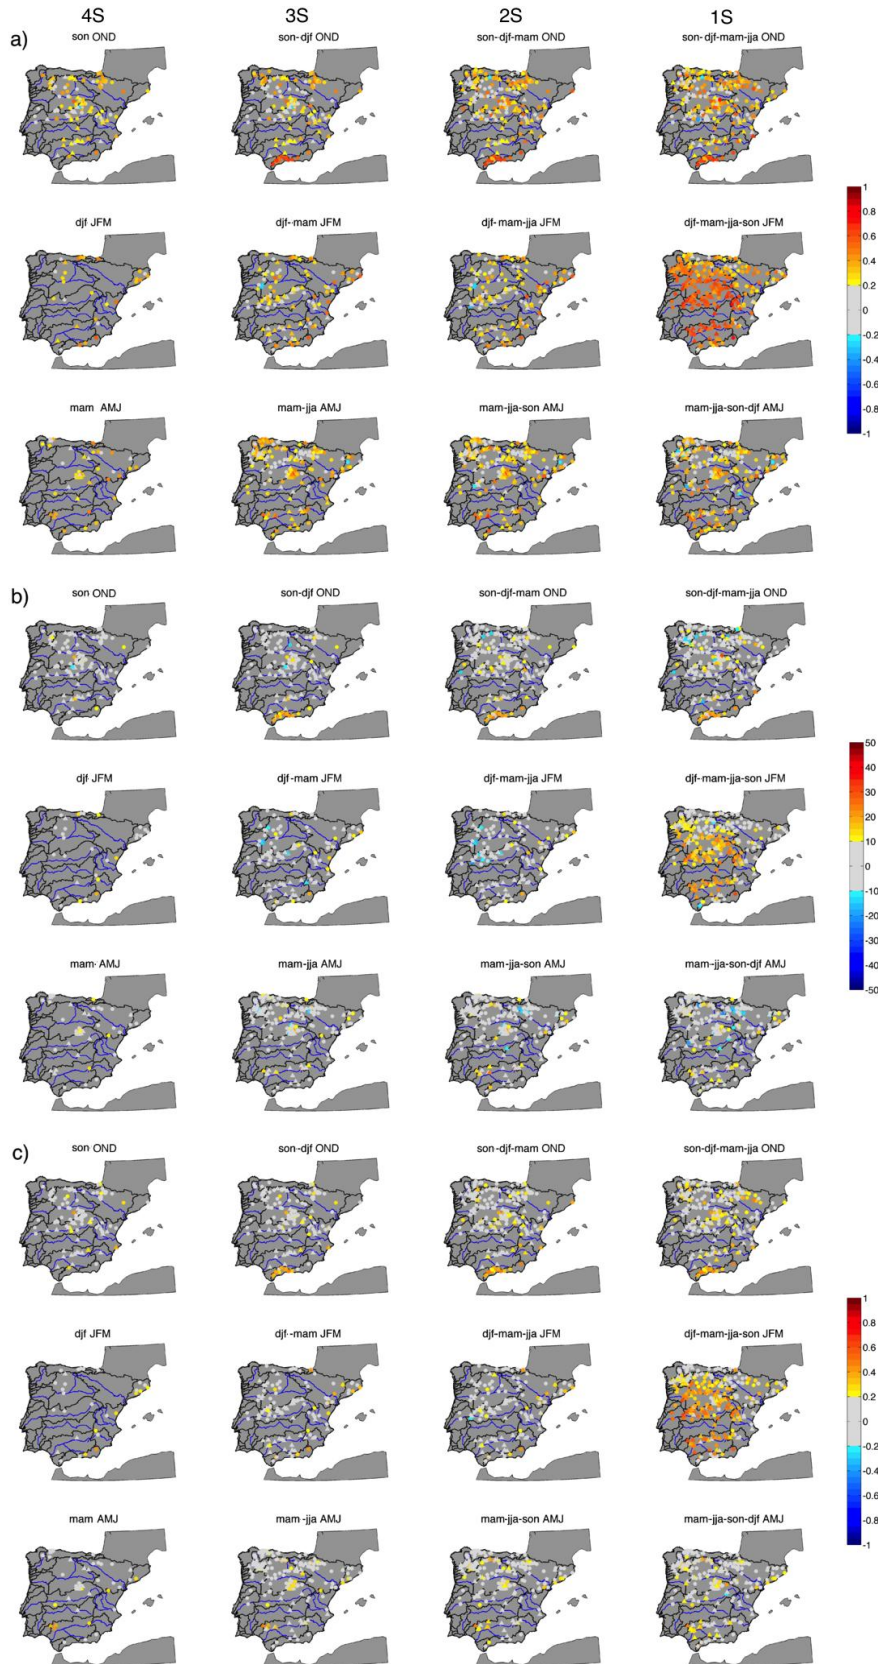 4S 3S 2S 1S
a)
son OND son-djf OND son-djf-mam OND son-djf-mam-jja OND
djf JFM djf-mam JFM djf-mam-jja JFM djf-mam-jja-son JFM
mam AMJ mam-jja AMJ mam-jja-son AMJ mam-jja-son-djf AMJ
1
0.8
0.6
0.4
0.2
0
-0.2
-0.4
-0.6
-0.8
-1
b)
son OND son-djf OND son-djf-mam OND son-djf-mam-jja OND
djf JFM djf-mam JFM djf-mam-jja JFM djf-mam-jja-son JFM
mam AMJ mam-jja AMJ mam-jja-son AMJ mam-jja-son-djf AMJ
50
40
30
20
10
0
-10
-20
-30
-40
-50
c)
son OND son-djf OND son-djf-mam OND son-djf-mam-jja OND
djf JFM djf-mam JFM djf-mam-jja JFM djf-mam-jja-son JFM
mam AMJ mam-jja AMJ mam-jja-son AMJ mam-jja-son-djf AMJ
1
0.8
0.6
0.4
0.2
0
-0.2
-0.4
-0.6
-0.8
-1